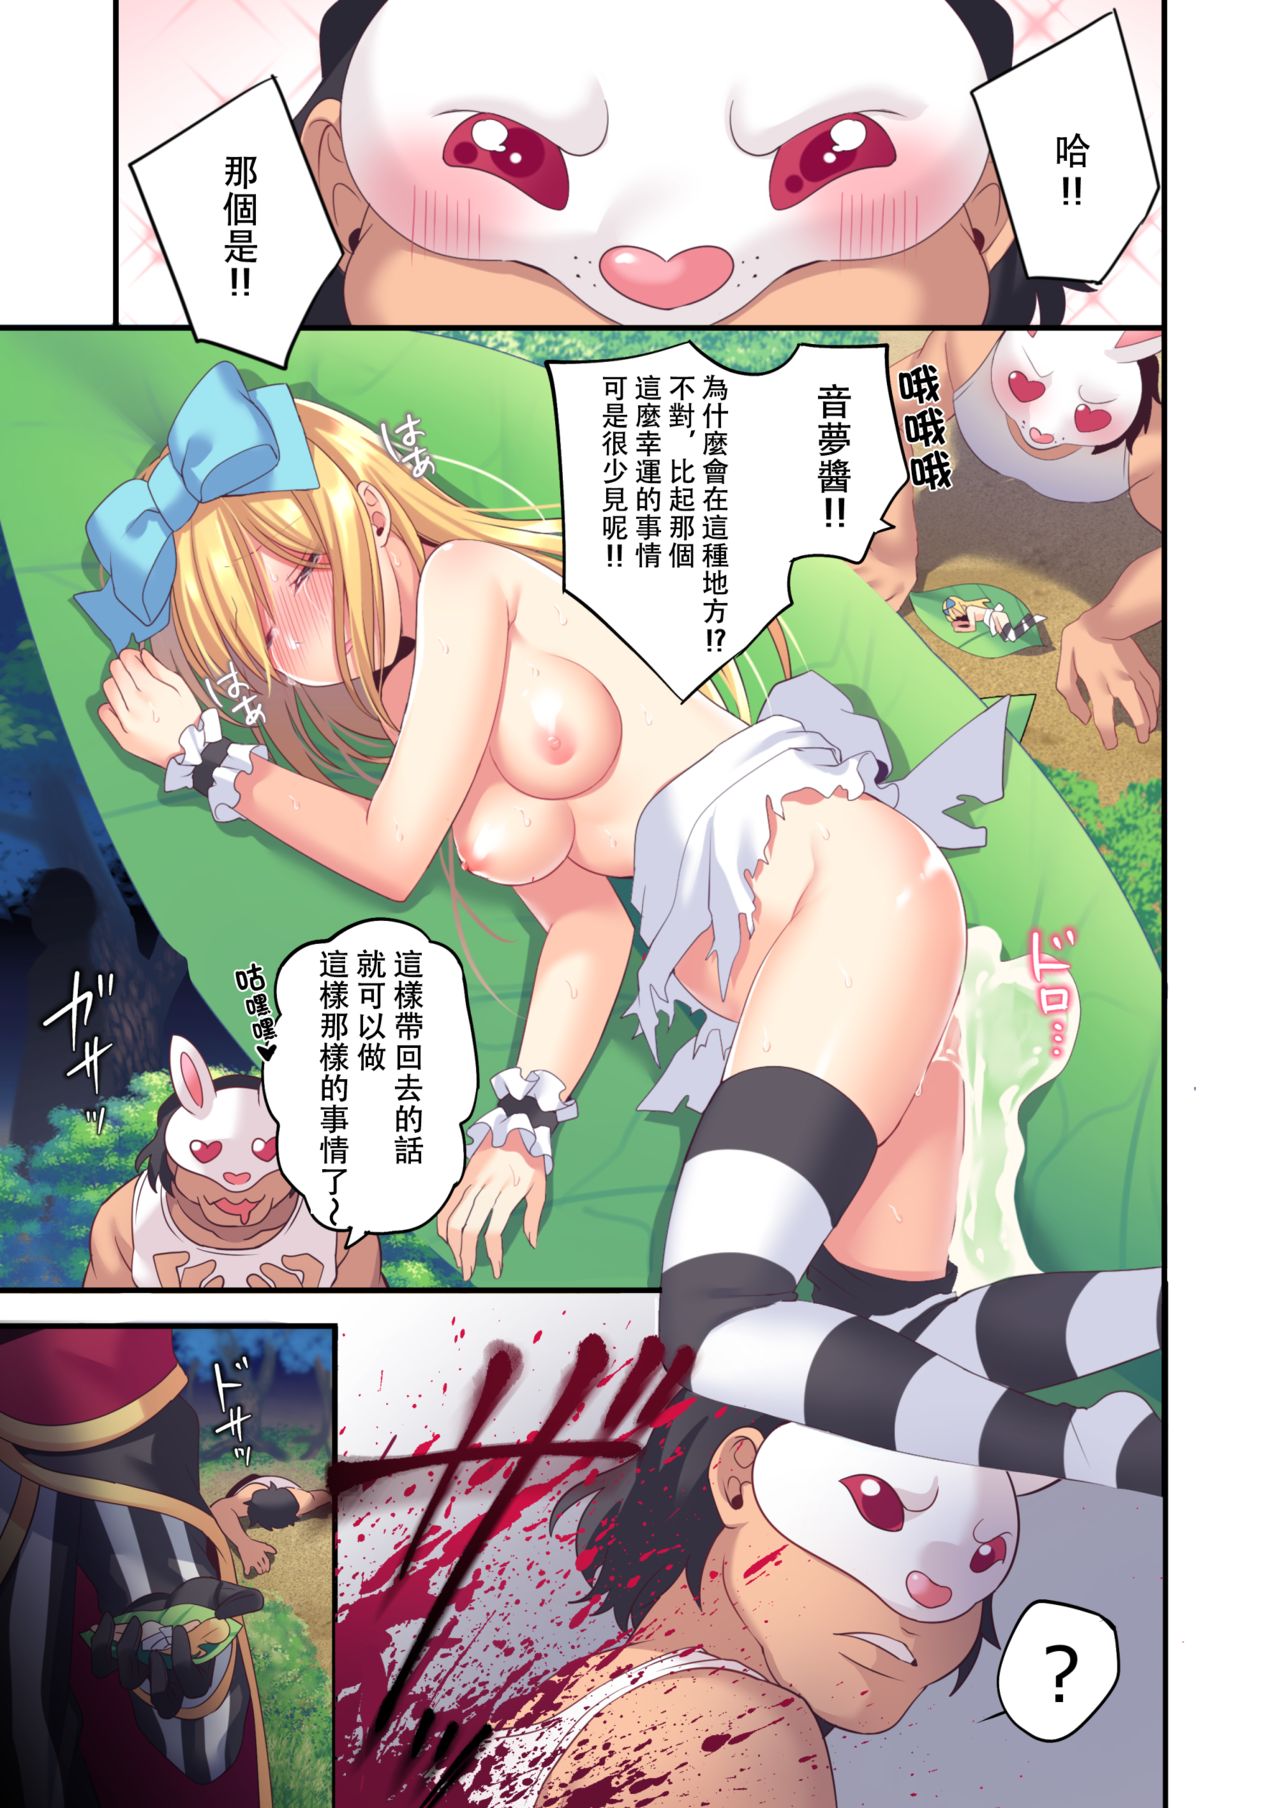 哈!!
那個是!!
哦哦哦
音夢醬!!
為什麼會在這種地方!?
不對，比起那個
這麼幸運的事情
可是很少見呢!!
はぁ
はぁ
ドロ…
這樣帶回去的話
就可以做
這樣那樣的事情了~
咕嘿嘿♥
ガサッ
ザシュ
?
ドサッ